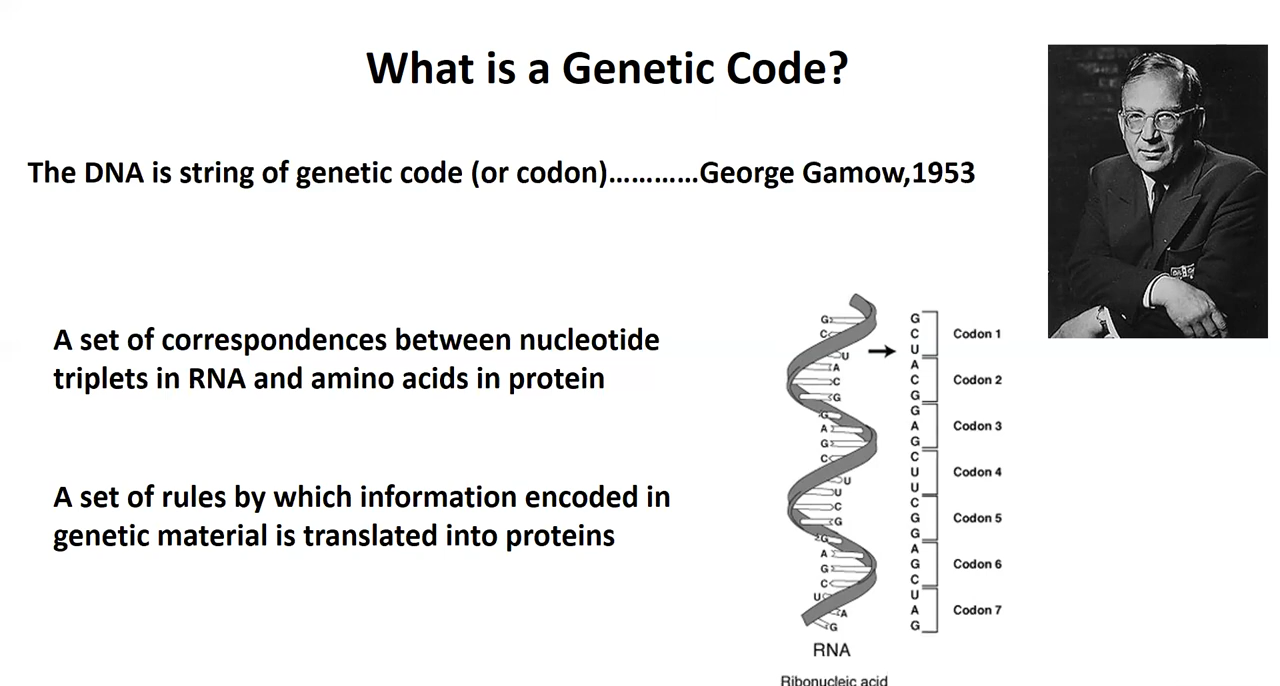 What is a Genetic Code?
The DNA is string of genetic code (or codon)............George Gamow,1953
A set of correspondences between nucleotide
triplets in RNA and amino acids in protein
A set of rules by which information encoded in
genetic material is translated into proteins
G
C
U
A
C
G
G
A
G
C
U
U
C
G
G
A
G
C
U
A
G
G
C
U
Codon 1
A
C
G
Codon 2
G
A
G
Codon 3
C
U
U
Codon 4
C
G
G
Codon 5
A
G
C
Codon 6
U
A
G
Codon 7
RNA
Ribonucleic acid